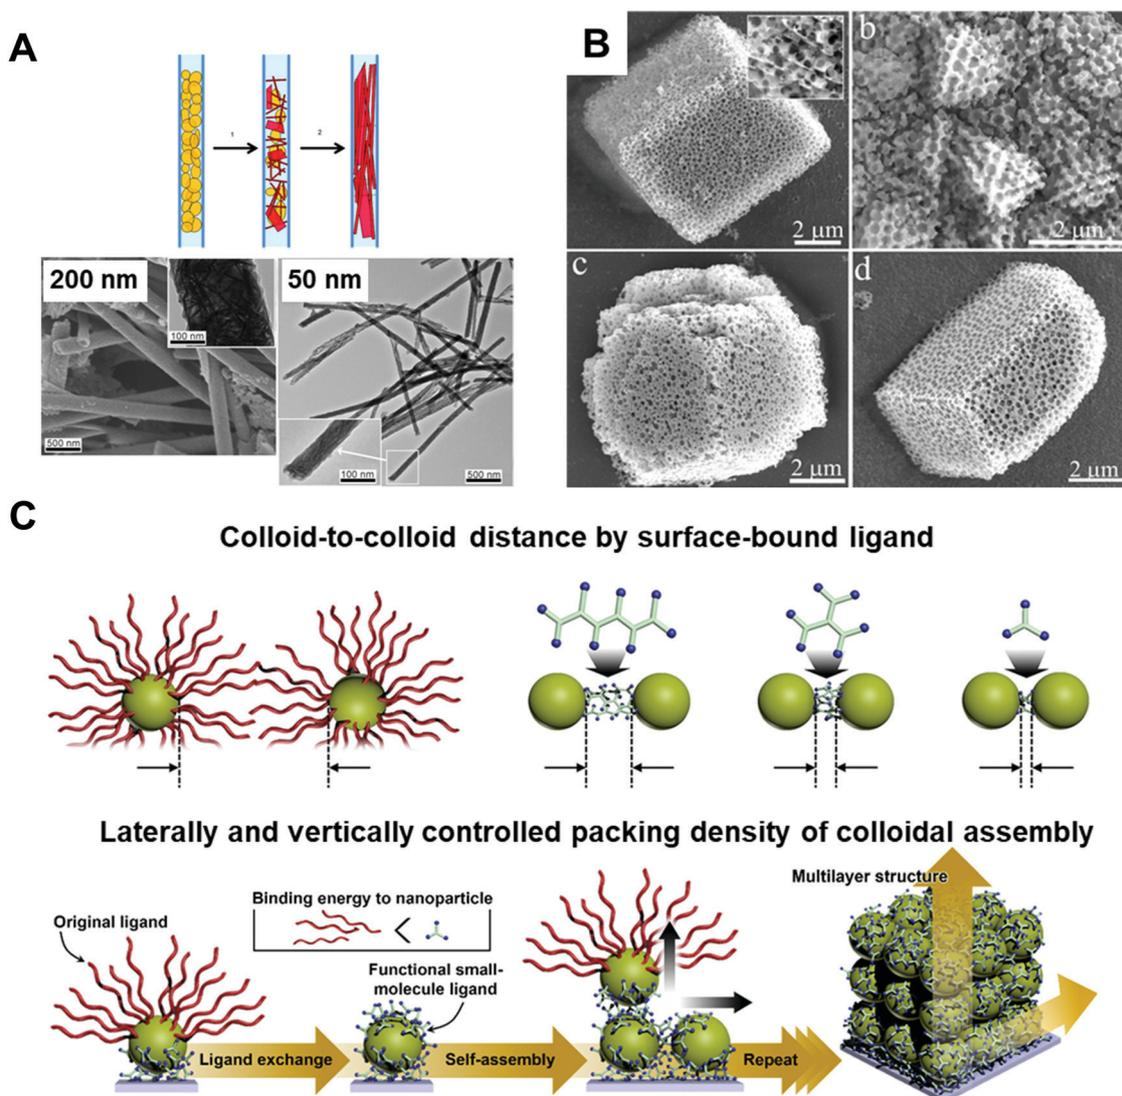 A
1
2
200 nm
100 nm
500 nm
50 nm
100 nm
500 nm
B
2 μm
b
2 μm
c
2 μm
d
2 μm
C
Colloid-to-colloid distance by surface-bound ligand
Laterally and vertically controlled packing density of colloidal assembly
Original ligand
Binding energy to nanoparticle
<
Functional small-
molecule ligand
Multilayer structure
Ligand exchange
Self-assembly
Repeat